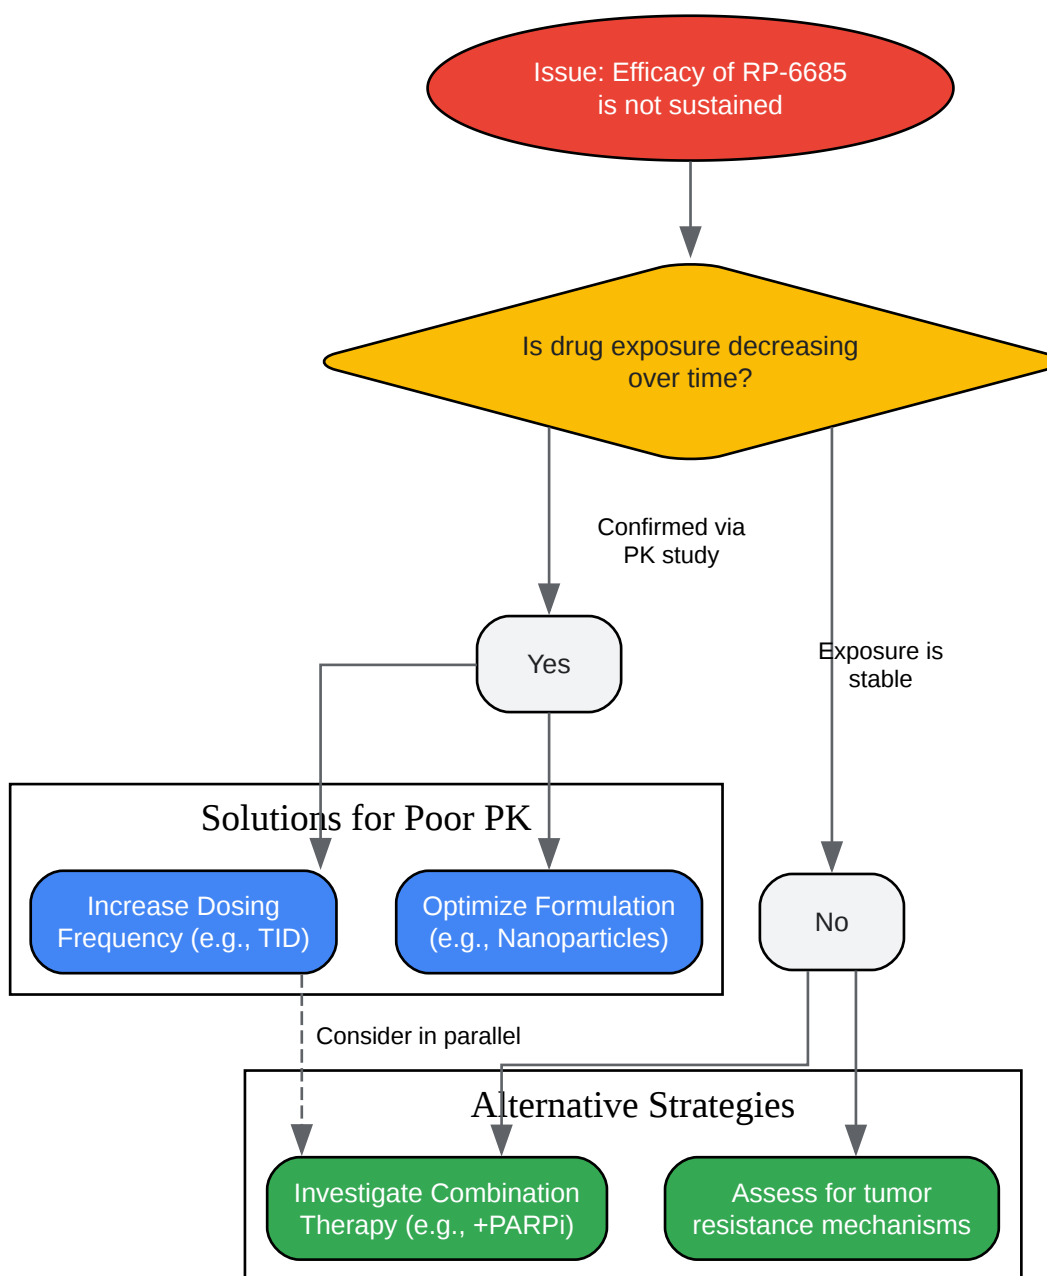 Issue: Efficacy of RP-6685
is not sustained
Is drug exposure decreasing
over time?
Confirmed via
PK study
Yes
Exposure is
stable
Solutions for Poor PK
Increase Dosing
Frequency (e.g., TID)
Optimize Formulation
(e.g., Nanoparticles)
No
Consider in parallel
Alternative Strategies
Investigate Combination
Therapy (e.g., +PARPi)
Assess for tumor
resistance mechanisms